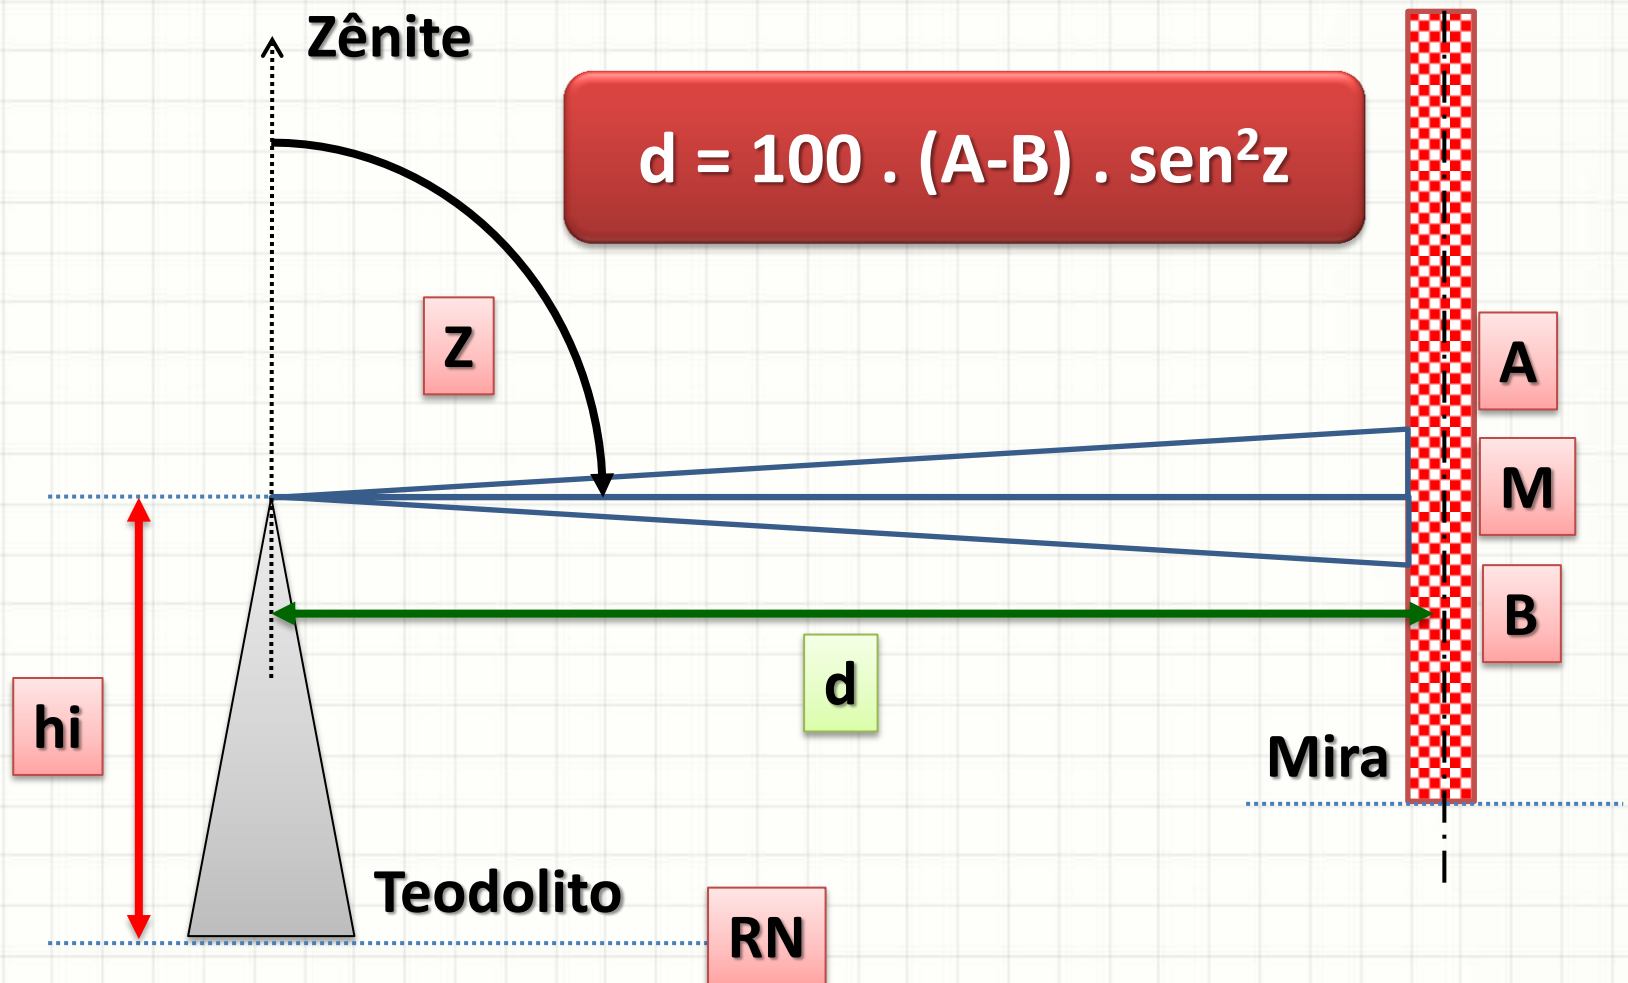 Zênite
d = 100 . (A-B) . sen²z
Z
A
M
B
d
hi
Mira
Teodolito
RN